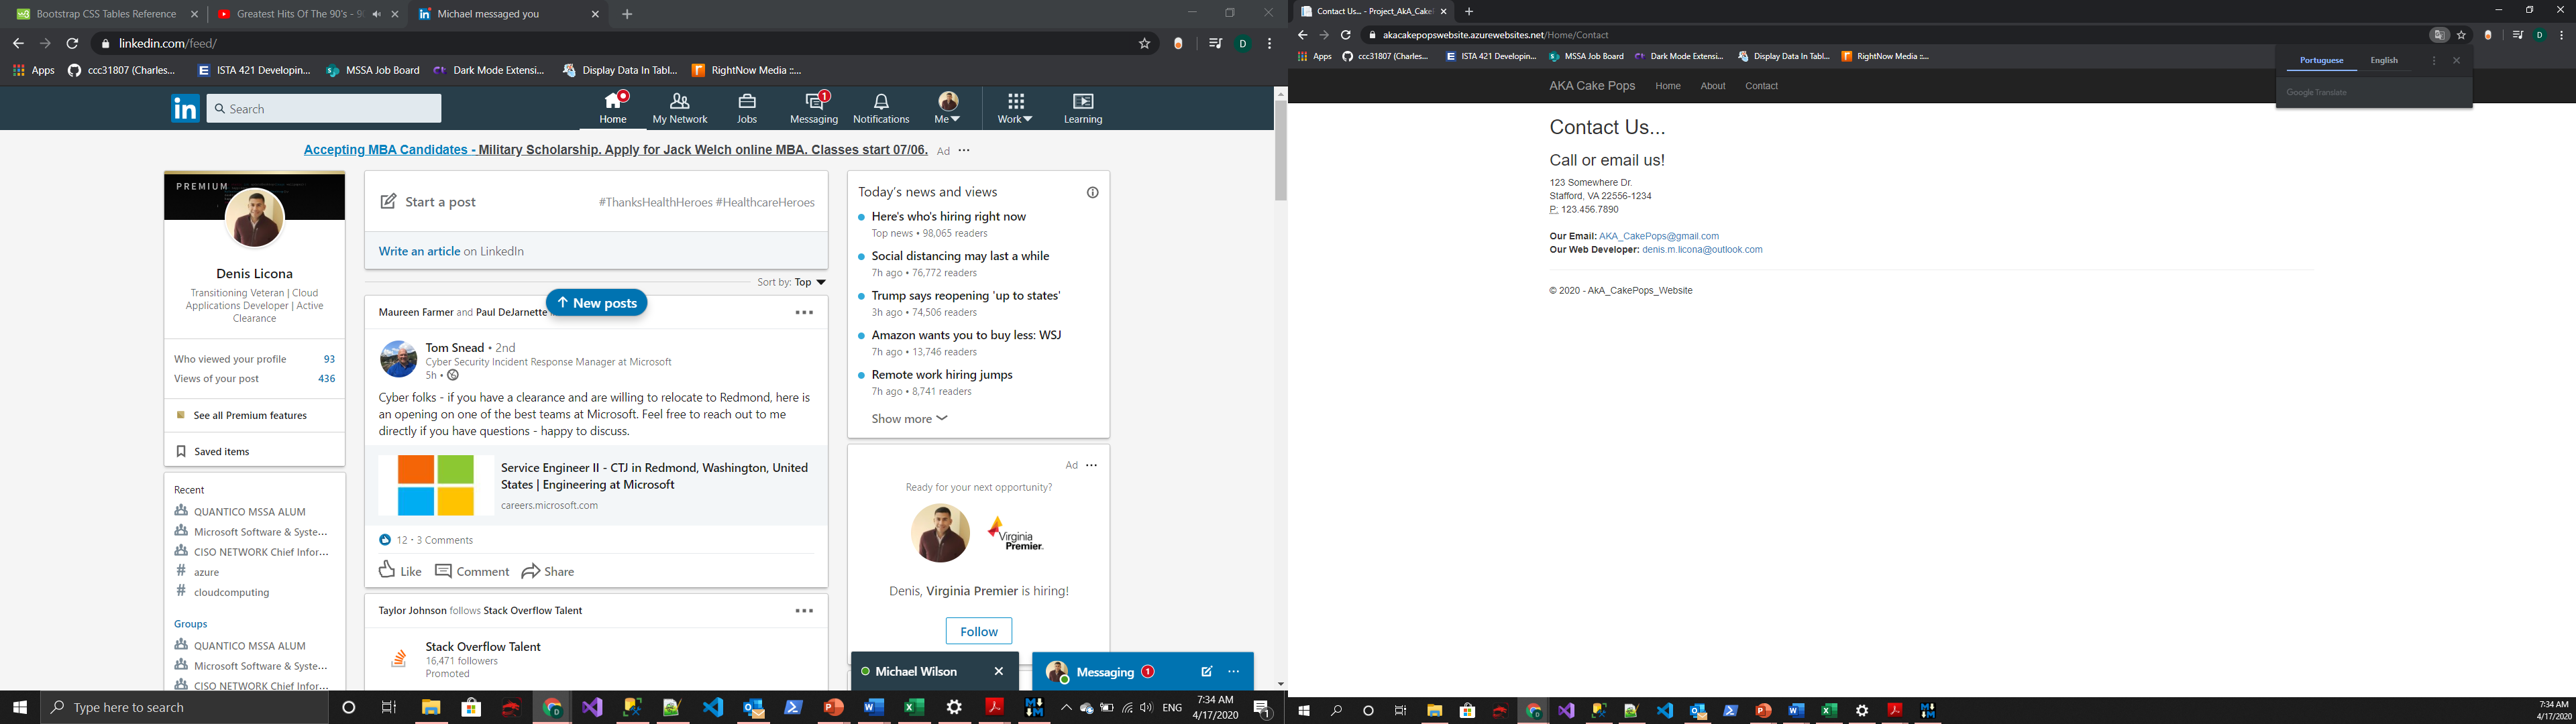 Bootstrap CSS Tables Reference
Greatest Hits Of The 90's - 9
Michael messaged you
linkedin.com/feed/
D
Apps
ccc31807 (Charles...
ISTA 421 Developin...
MSSA Job Board
Dark Mode Extensi...
Display Data In Tabl...
RightNow Media ::...
in
Search
Home
My Network
Jobs
1
Messaging
Notifications
Me
Work
Learning
Accepting MBA Candidates - Military Scholarship. Apply for Jack Welch online MBA. Classes start 07/06. Ad ...
PREMIUM
Denis Licona
Transitioning Veteran | Cloud
Applications Developer | Active
Clearance
Who viewed your profile 93
Views of your post 436
See all Premium features
Saved items
Recent
QUANTICO MSSA ALUM
Microsoft Software & Syste...
CISO NETWORK Chief Infor...
# azure
# cloudcomputing
Groups
QUANTICO MSSA ALUM
Microsoft Software & Syste...
CISO NETWORK Chief Infor...
Start a post
#ThanksHealthHeroes #HealthcareHeroes
Write an article on LinkedIn
Sort by: Top
↑ New posts
Maureen Farmer and Paul DeJarnette
Tom Snead • 2nd
Cyber Security Incident Response Manager at Microsoft
5h •
Cyber folks - if you have a clearance and are willing to relocate to Redmond, here is
an opening on one of the best teams at Microsoft. Feel free to reach out to me
directly if you have questions - happy to discuss.
Service Engineer II - CTJ in Redmond, Washington, United
States | Engineering at Microsoft
careers.microsoft.com
12 • 3 Comments
Like
Comment
Share
Taylor Johnson follows Stack Overflow Talent
Stack Overflow Talent
16,471 followers
Promoted
Today's news and views
Here's who's hiring right now
Top news • 98,065 readers
Social distancing may last a while
7h ago • 76,772 readers
Trump says reopening 'up to states'
3h ago • 74,506 readers
Amazon wants you to buy less: WSJ
7h ago • 13,746 readers
Remote work hiring jumps
7h ago • 8,741 readers
Show more
Ad ...
Ready for your next opportunity?
Virginia
Premier
Denis, Virginia Premier is hiring!
Follow
Michael Wilson
Messaging 1
Type here to search
ENG
7:34 AM
4/17/2020
1
Contact Us... - Project_AkA_Cakel
akacakepopswebsite.azurewebsites.net/Home/Contact
D
Apps
ccc31807 (Charles...
ISTA 421 Developin...
MSSA Job Board
Dark Mode Extensi...
Display Data In Tabl...
RightNow Media ::...
Portuguese
English
Google Translate
AKA Cake Pops
Home
About
Contact
Contact Us...
Call or email us!
123 Somewhere Dr.
Stafford, VA 22556-1234
P: 123.456.7890
Our Email: AKA_CakePops@gmail.com
Our Web Developer: denis.m.licona@outlook.com
© 2020 - AkA_CakePops_Website
7:34 AM
4/17/2020